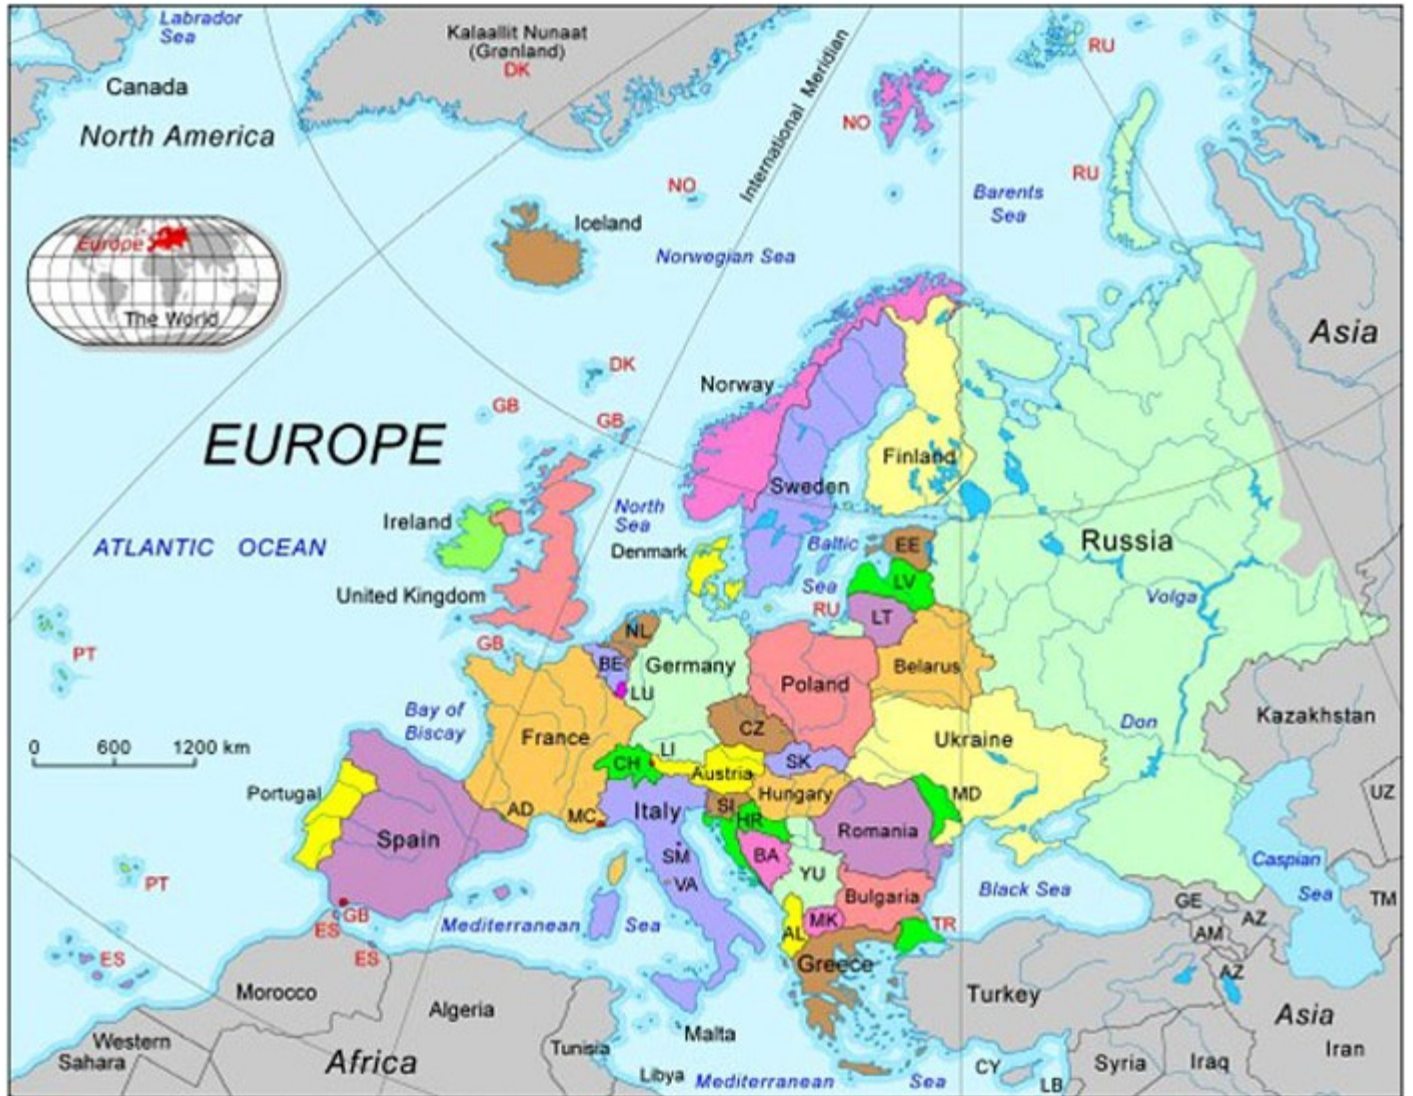 Labrador
Sea
Kalaallit Nunaat
(Grønland)
DK
Canada
North America
International Meridian
RU
NO
NO
RU
Barents
Sea
Iceland
Norwegian Sea
Europe
The World
Asia
DK
Norway
GB
GB
EUROPE
Finland
Sweden
North
Sea
Ireland
ATLANTIC OCEAN
Denmark
Baltic
Sea
EE
Russia
LV
Volga
United Kingdom
RU
LT
NL
GB
PT
BE
Germany
Belarus
LU
Poland
Bay of
Biscay
Kazakhstan
Don
CZ
France
Ukraine
0 600 1200 km
LI
CH
SK
Austria
Portugal
Hungary
MD
UZ
AD
MC
Italy
SI
HR
Romania
Spain
SM
BA
Caspian
Sea
YU
VA
PT
Black Sea
Bulgaria
GE
TM
GB
ES
Mediterranean Sea
MK
AL
TR
AZ
AM
ES
ES
Greece
AZ
Morocco
Turkey
Algeria
Asia
Malta
Western
Sahara
Africa
Tunisia
Iran
Syria
Iraq
CY
LB
Libya
Mediterranean Sea